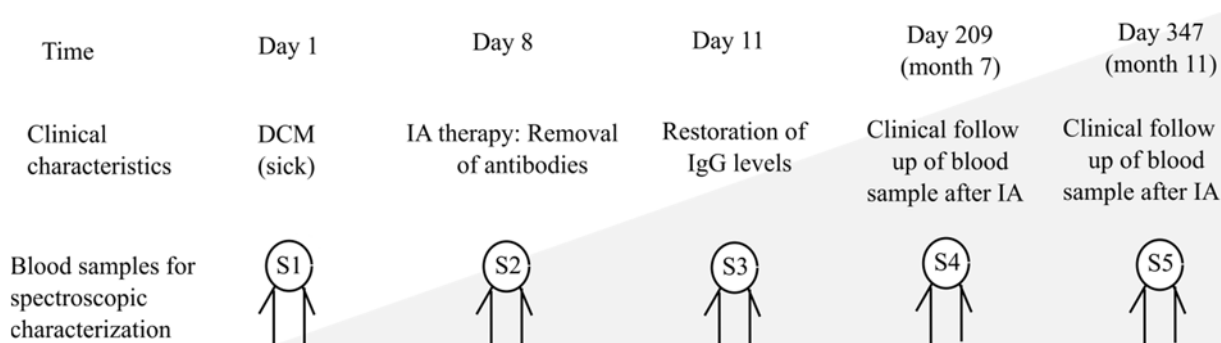 Time
Day 1
Day 8
Day 11
Day 209
(month 7)
Day 347
(month 11)
Clinical
characteristics
DCM
(sick)
IA therapy: Removal
of antibodies
Restoration of
IgG levels
Clinical follow
up of blood
sample after IA
Clinical follow
up of blood
sample after IA
Blood samples for
spectroscopic
characterization
S1
S2
S3
S4
S5